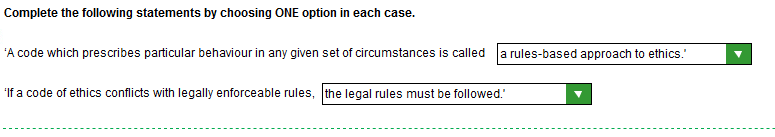 Complete the following statements by choosing ONE option in each case.
'A code which prescribes particular behaviour in any given set of circumstances is called a rules-based approach to ethics.'
'If a code of ethics conflicts with legally enforceable rules, the legal rules must be followed.'